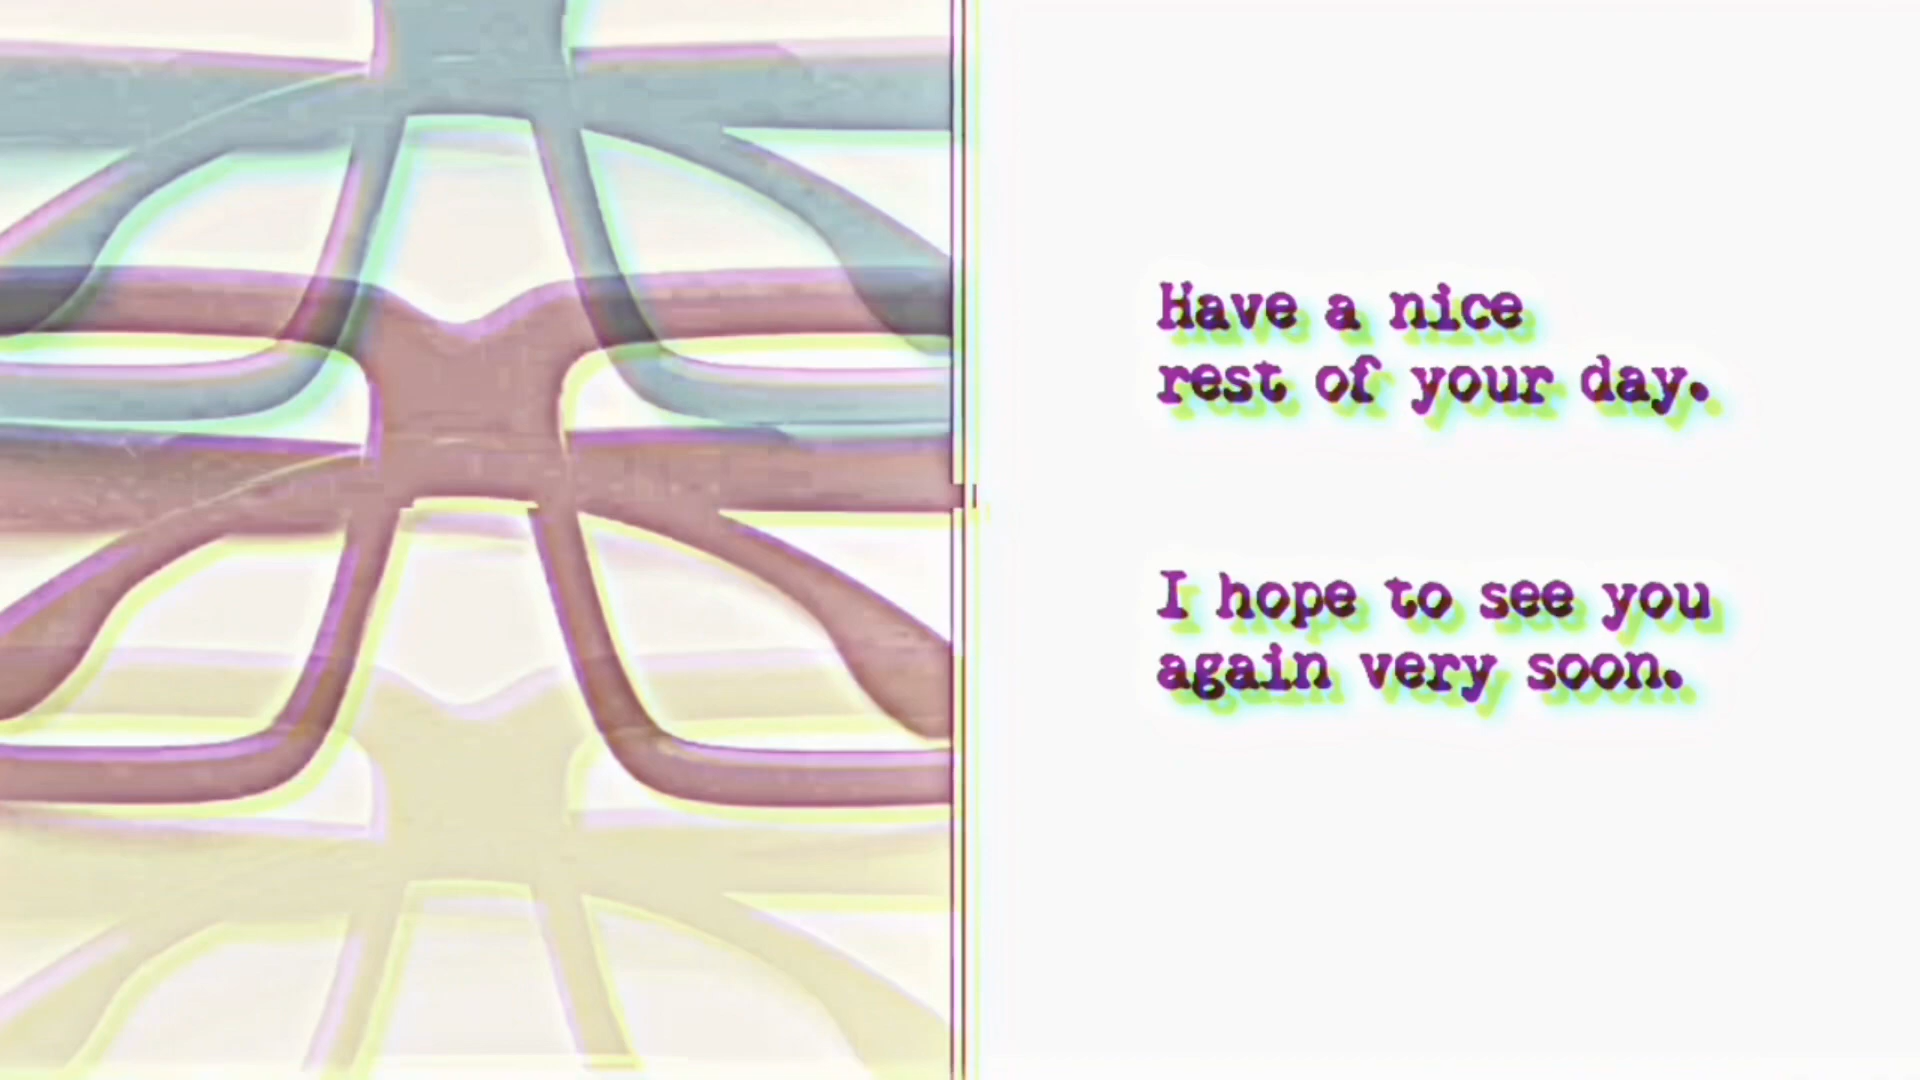 Have a nice
rest of your day.
I hope to see you
again very soon.